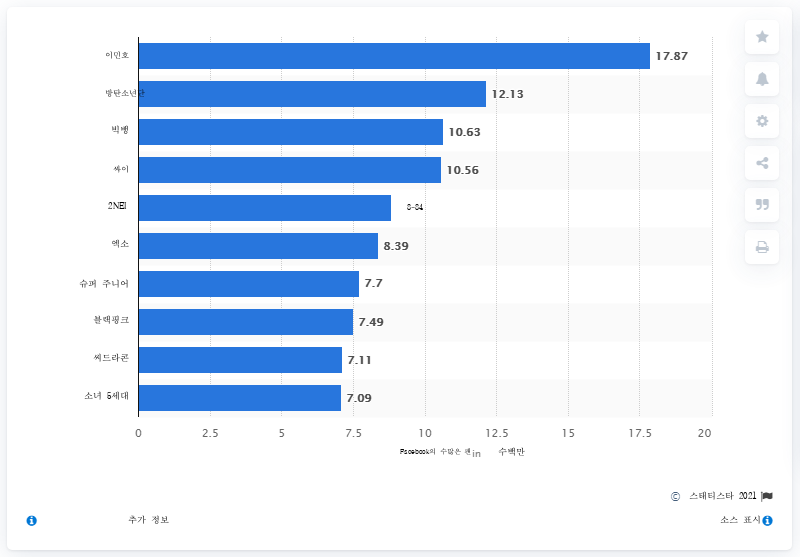 이민호 17.87
방탄소년단 12.13
빅뱅 10.63
싸이 10.56
2NE1 8-84
엑소 8.39
슈퍼 주니어 7.7
블랙핑크 7.49
씨드라콘 7.11
소녀 5세대 7.09
0 2.5 5 7.5 10 12.5 15 17.5 20
Facebook의 수많은 팬 in 수백만
© 스태티스타 2021
추가 정보 소스 표시